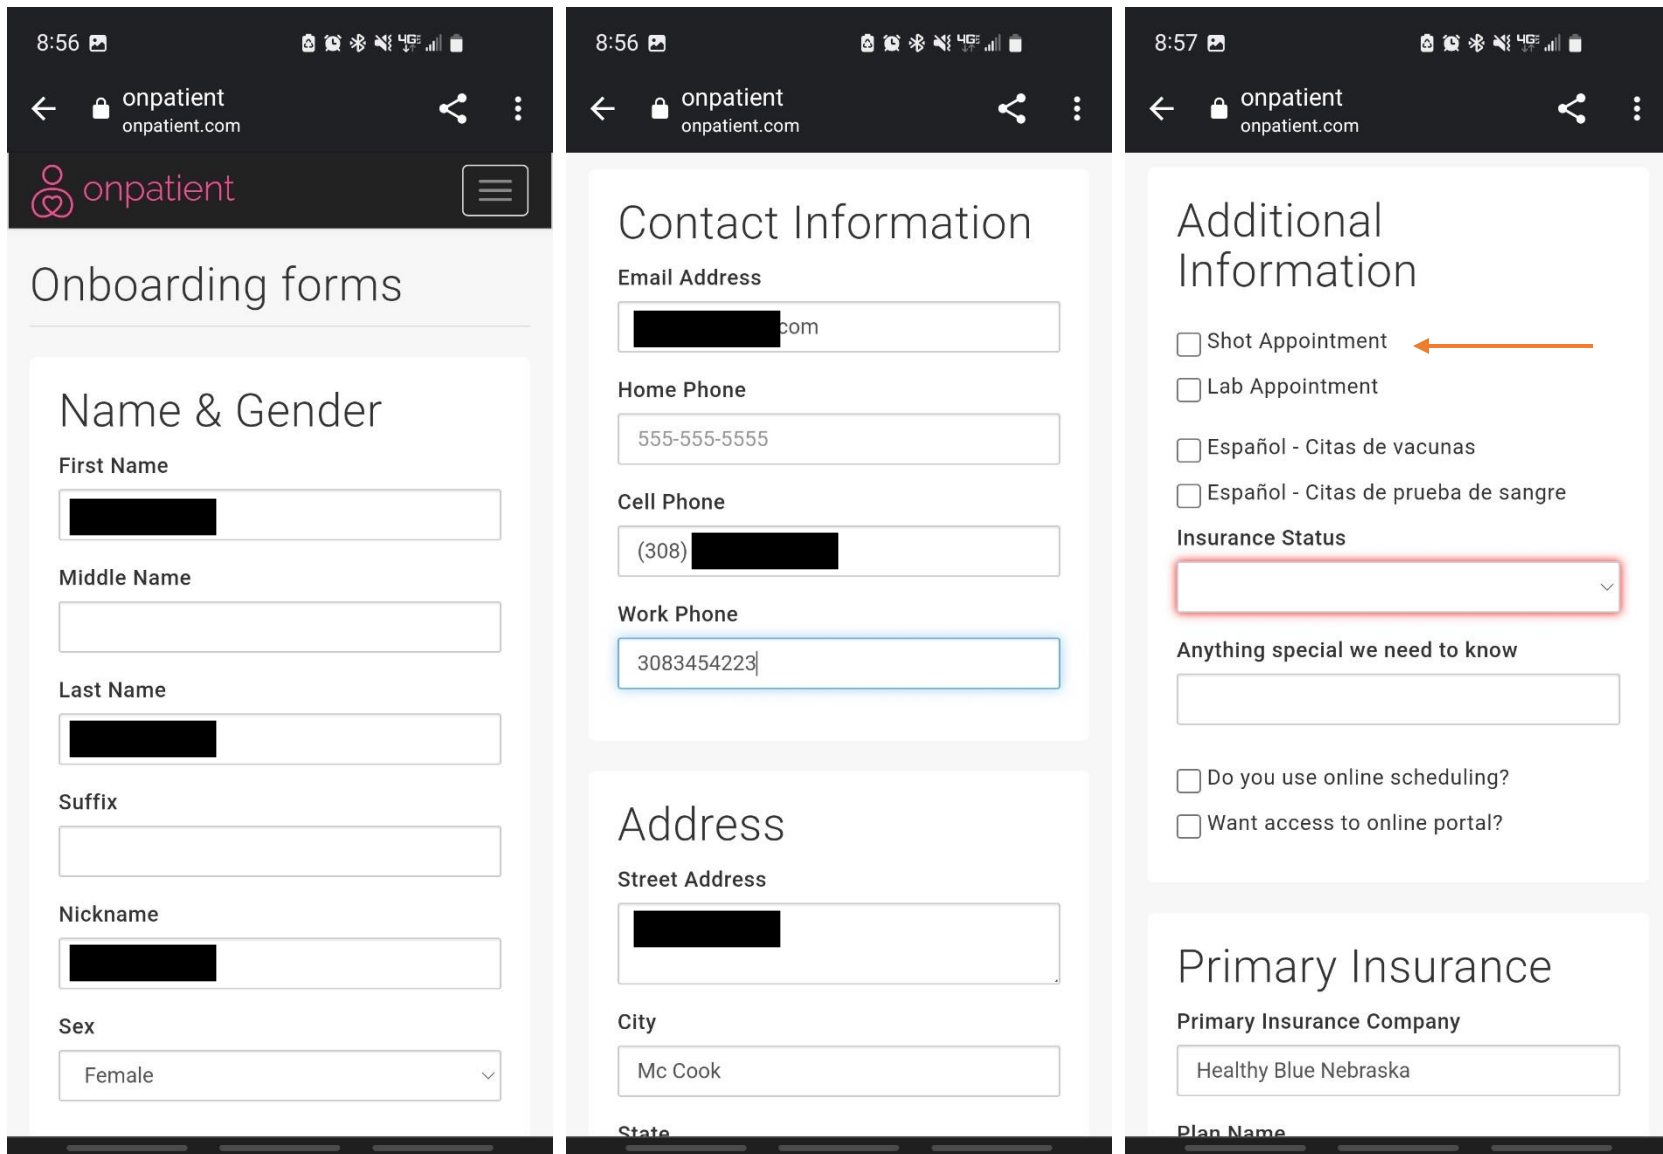 8:56
onpatient
onpatient.com
onpatient
Onboarding forms
Name & Gender
First Name
Middle Name
Last Name
Suffix
Nickname
Sex
Female
8:56
onpatient
onpatient.com
Contact Information
Email Address
com
Home Phone
555-555-5555
Cell Phone
(308)
Work Phone
3083454223
Address
Street Address
City
Mc Cook
State
8:57
onpatient
onpatient.com
Additional
Information
Shot Appointment
Lab Appointment
Español - Citas de vacunas
Español - Citas de prueba de sangre
Insurance Status
Anything special we need to know
Do you use online scheduling?
Want access to online portal?
Primary Insurance
Primary Insurance Company
Healthy Blue Nebraska
Plan Name